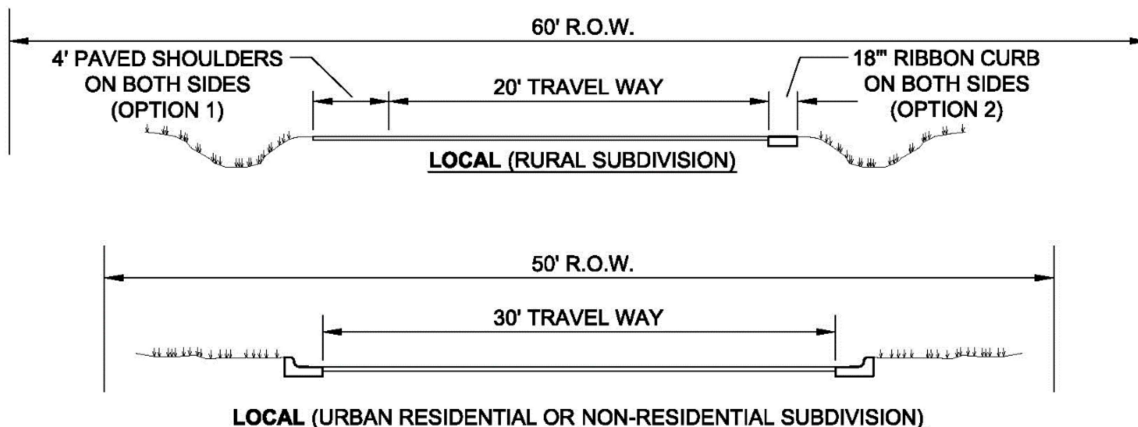 60' R.O.W.
4' PAVED SHOULDERS
ON BOTH SIDES
(OPTION 1)
20' TRAVEL WAY
18'" RIBBON CURB
ON BOTH SIDES
(OPTION 2)
LOCAL (RURAL SUBDIVISION)
50' R.O.W.
30' TRAVEL WAY
LOCAL (URBAN RESIDENTIAL OR NON-RESIDENTIAL SUBDIVISION)